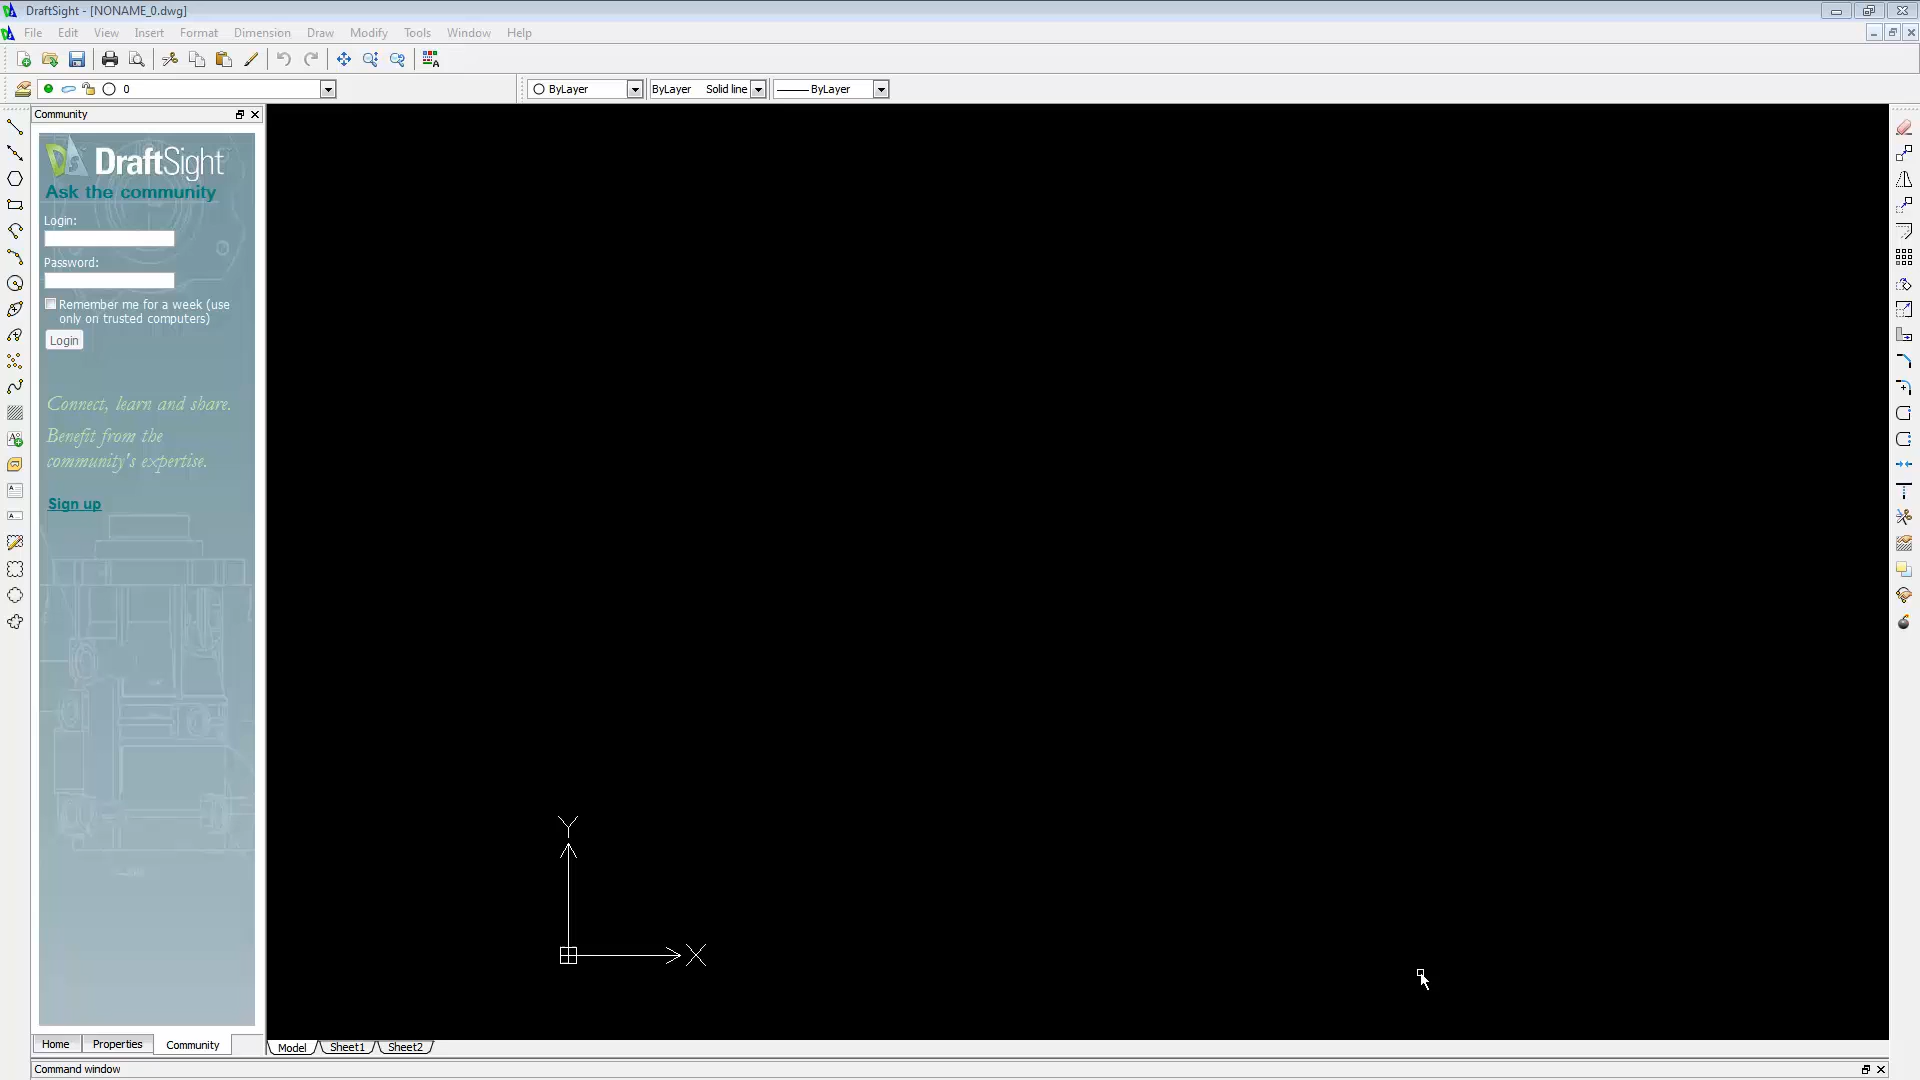 DraftSight - [NONAME_0.dwg]
File Edit View Insert Format Dimension Draw Modify Tools Window Help
0
ByLayer
ByLayer Solid line
ByLayer
Community
DraftSight
Ask the community
Login:
Password:
Remember me for a week (use
only on trusted computers)
Login
Connect, learn and share.
Benefit from the
community's expertise.
Sign up
Y
X
Home Properties Community
Model Sheet1 Sheet2
Command window